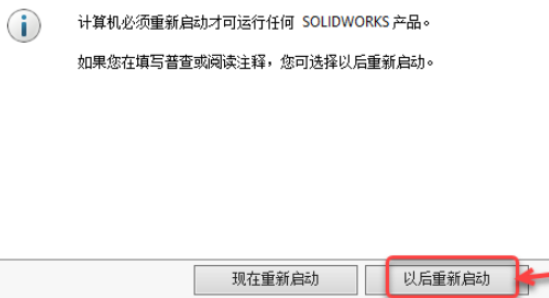 计算机必须重新启动才可运行任何 SOLIDWORKS 产品。
如果您在填写普查或阅读注释，您可选择以后重新启动。
现在重新启动
以后重新启动